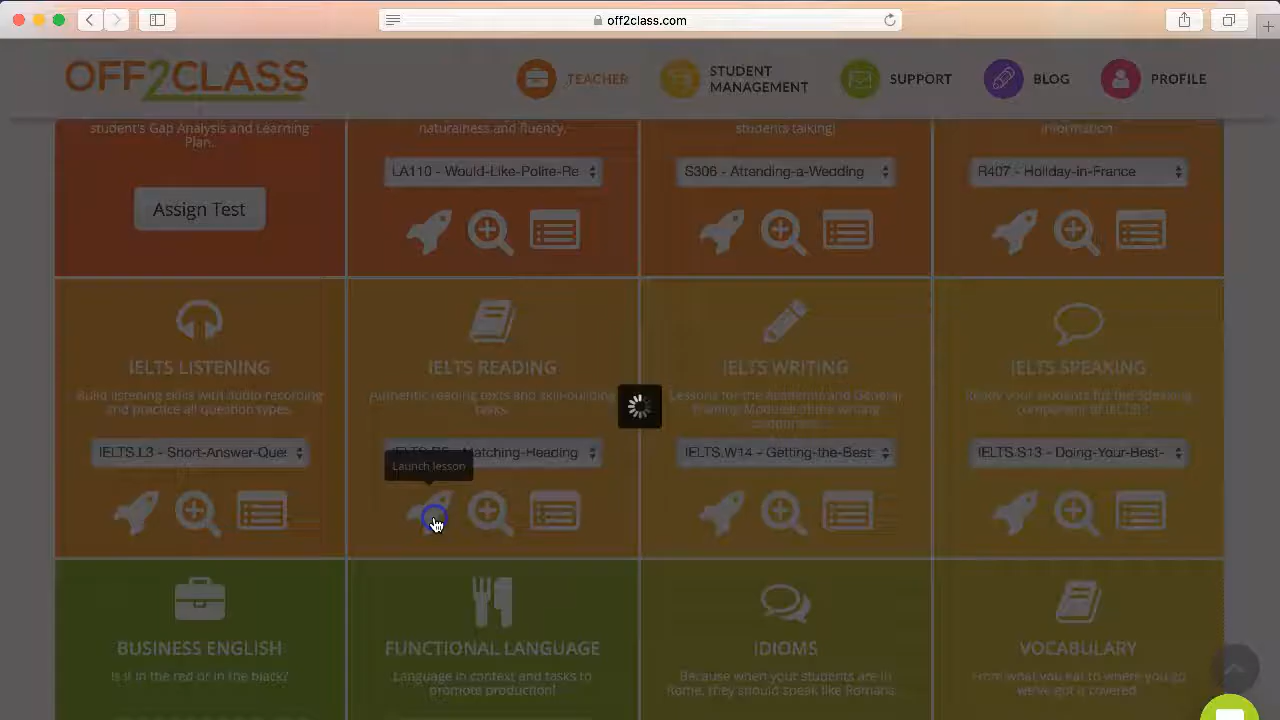 off2class.com
OFF2CLASS
TEACHER
STUDENT
MANAGEMENT
SUPPORT
BLOG
PROFILE
student's Gap Analysis and Learning
Plan.
Assign Test
naturalness and fluency.
LA110 - Would-Like-Polite-Re
students talking!
S306 - Attending-a-Wedding
information
R407 - Holiday-in-France
IELTS LISTENING
Build listening skills with audio recording
and practice all question types.
IELTS.L3 - Short-Answer-Que
IELTS READING
Authentic reading texts and skill-building
tasks.
Matching-Heading
Launch lesson
IELTS WRITING
Lessons for the Academic and General
Training Modules of the writing
component.
IELTS.W14 - Getting-the-Best
IELTS SPEAKING
Ready your students for the speaking
component of IELTS?
IELTS.S13 - Doing-Your-Best-
BUSINESS ENGLISH
Is it in the red or in the black?
FUNCTIONAL LANGUAGE
Language in context and tasks to
promote production!
IDIOMS
Because when your students are in
Rome, they should speak like Romans.
VOCABULARY
From what you eat to where you go
we've got it covered.